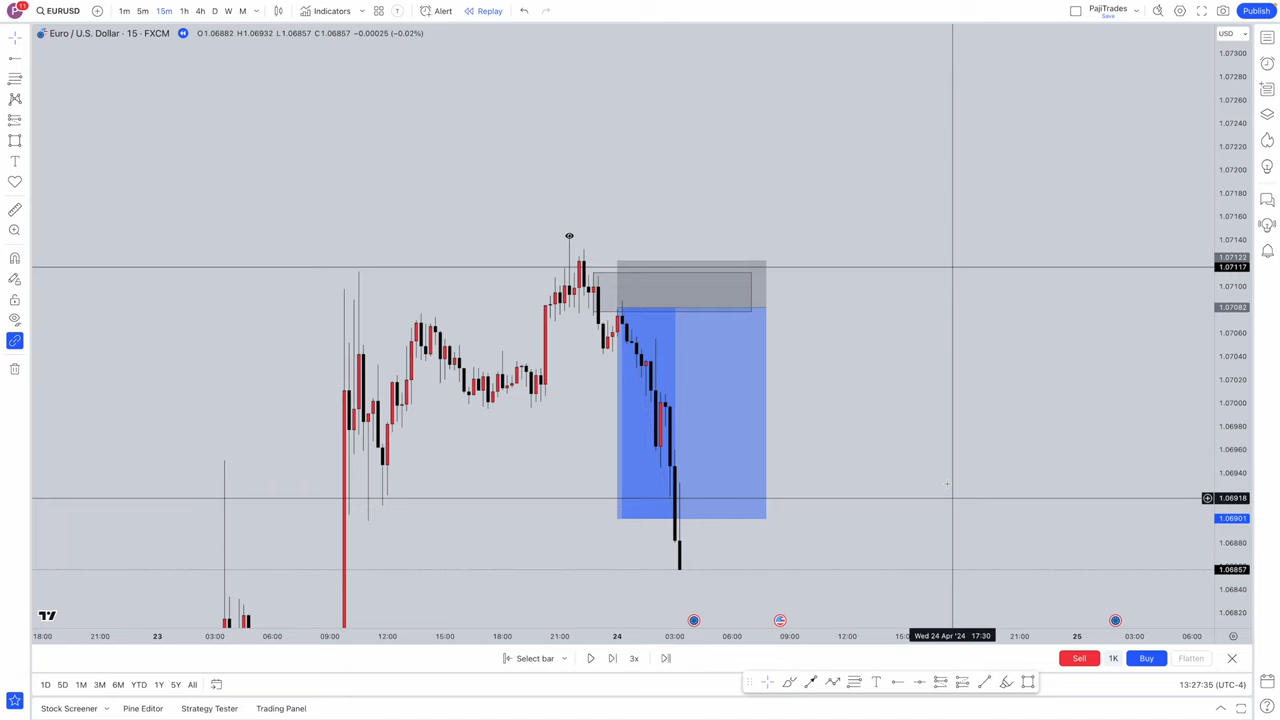 11
EURUSD
1m 5m 15m 1h 4h D W M
Indicators
T
Alert
Replay
PajiTrades
Save
Publish
Euro / U.S. Dollar · 15 · FXCM
O1.06882 H1.06932 L1.06857 C1.06857 −0.00025 (−0.02%)
USD
1.07300
1.07280
1.07260
1.07240
1.07220
1.07200
1.07180
1.07160
1.07140
1.07122
1.07117
1.07100
1.07082
1.07060
1.07040
1.07020
1.07000
1.06980
1.06960
1.06940
1.06918
1.06901
1.06880
1.06857
1.06840
1.06820
18:00 21:00 23 03:00 06:00 09:00 12:00 15:00 18:00 21:00 24 03:00 06:00 09:00 12:00 Wed 24 Apr '24 17:30 21:00 25 03:00 06:00
Select bar
3x
Sell
1K
Buy
Flatten
1D 5D 1M 3M 6M YTD 1Y 5Y All
13:27:35 (UTC-4)
Stock Screener
Pine Editor
Strategy Tester
Trading Panel